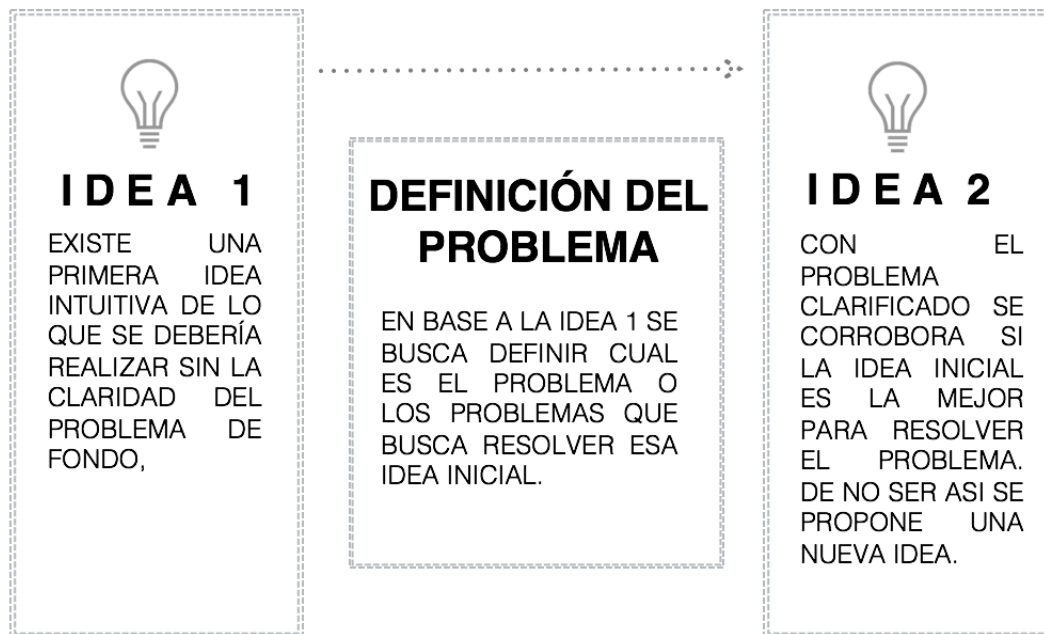 IDEA 1
EXISTE UNA
PRIMERA IDEA
INTUITIVA DE LO
QUE SE DEBERÍA
REALIZAR SIN LA
CLARIDAD DEL
PROBLEMA DE
FONDO,
DEFINICIÓN DEL
PROBLEMA
EN BASE A LA IDEA 1 SE
BUSCA DEFINIR CUAL
ES EL PROBLEMA O
LOS PROBLEMAS QUE
BUSCA RESOLVER ESA
IDEA INICIAL.
IDEA 2
CON EL
PROBLEMA
CLARIFICADO SE
CORROBORA SI
LA IDEA INICIAL
ES LA MEJOR
PARA RESOLVER
EL PROBLEMA.
DE NO SER ASI SE
PROPONE UNA
NUEVA IDEA.